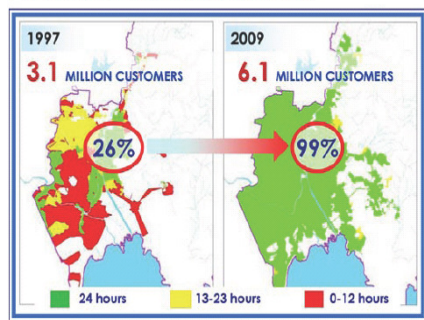 1997
3.1 MILLION CUSTOMERS
26%
2009
6.1 MILLION CUSTOMERS
99%
24 hours
13-23 hours
0-12 hours